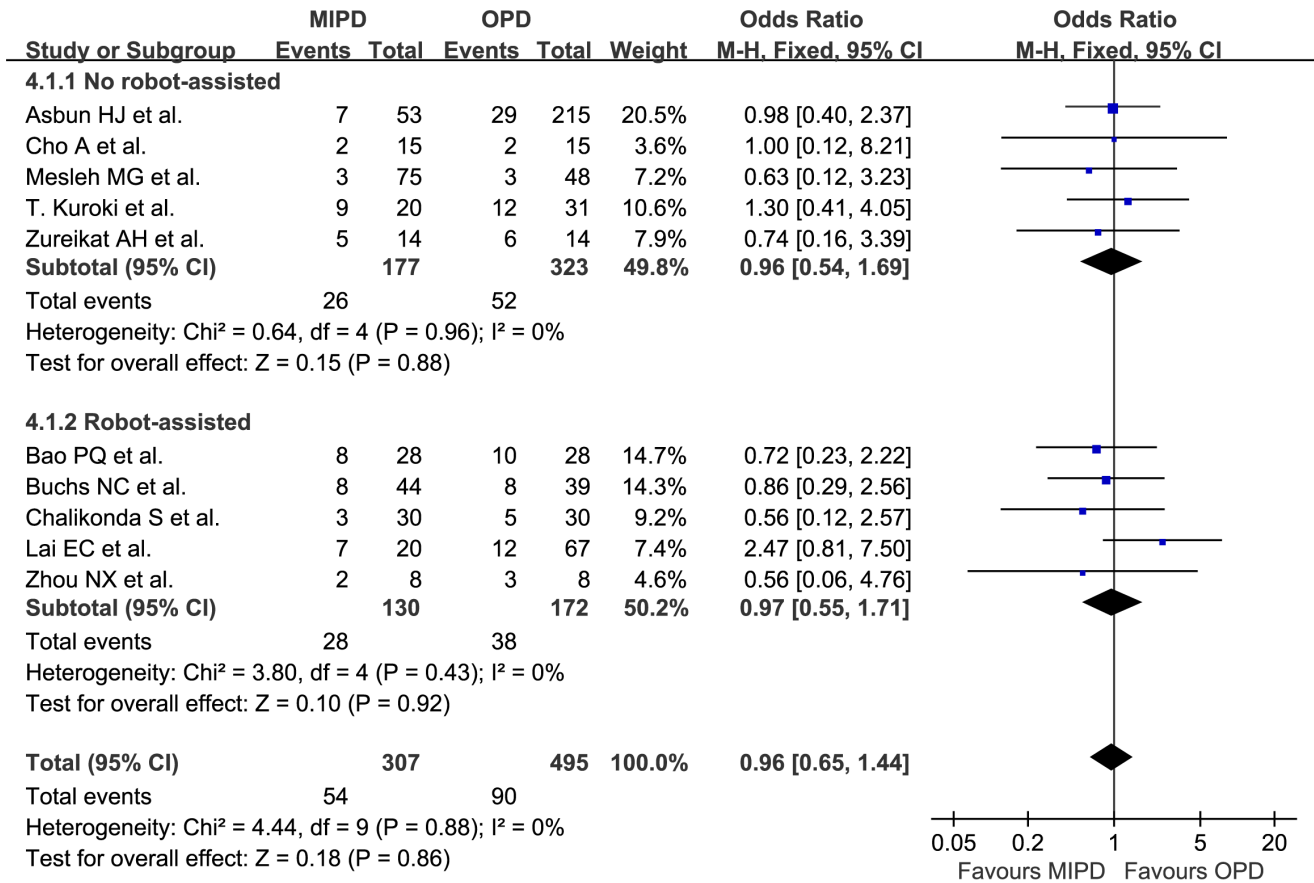 MIPD OPD Odds Ratio Odds Ratio
Study or Subgroup Events Total Events Total Weight M-H, Fixed, 95% CI M-H, Fixed, 95% CI
4.1.1 No robot-assisted
Asbun HJ et al. 7 53 29 215 20.5% 0.98 [0.40, 2.37]
Cho A et al. 2 15 2 15 3.6% 1.00 [0.12, 8.21]
Mesleh MG et al. 3 75 3 48 7.2% 0.63 [0.12, 3.23]
T. Kuroki et al. 9 20 12 31 10.6% 1.30 [0.41, 4.05]
Zureikat AH et al. 5 14 6 14 7.9% 0.74 [0.16, 3.39]
Subtotal (95% CI) 177 323 49.8% 0.96 [0.54, 1.69]
Total events 26 52
Heterogeneity: Chi² = 0.64, df = 4 (P = 0.96); I² = 0%
Test for overall effect: Z = 0.15 (P = 0.88)
4.1.2 Robot-assisted
Bao PQ et al. 8 28 10 28 14.7% 0.72 [0.23, 2.22]
Buchs NC et al. 8 44 8 39 14.3% 0.86 [0.29, 2.56]
Chalikonda S et al. 3 30 5 30 9.2% 0.56 [0.12, 2.57]
Lai EC et al. 7 20 12 67 7.4% 2.47 [0.81, 7.50]
Zhou NX et al. 2 8 3 8 4.6% 0.56 [0.06, 4.76]
Subtotal (95% CI) 130 172 50.2% 0.97 [0.55, 1.71]
Total events 28 38
Heterogeneity: Chi² = 3.80, df = 4 (P = 0.43); I² = 0%
Test for overall effect: Z = 0.10 (P = 0.92)
Total (95% CI) 307 495 100.0% 0.96 [0.65, 1.44]
Total events 54 90
Heterogeneity: Chi² = 4.44, df = 9 (P = 0.88); I² = 0%
Test for overall effect: Z = 0.18 (P = 0.86)
0.05 0.2 1 5 20
Favours MIPD Favours OPD